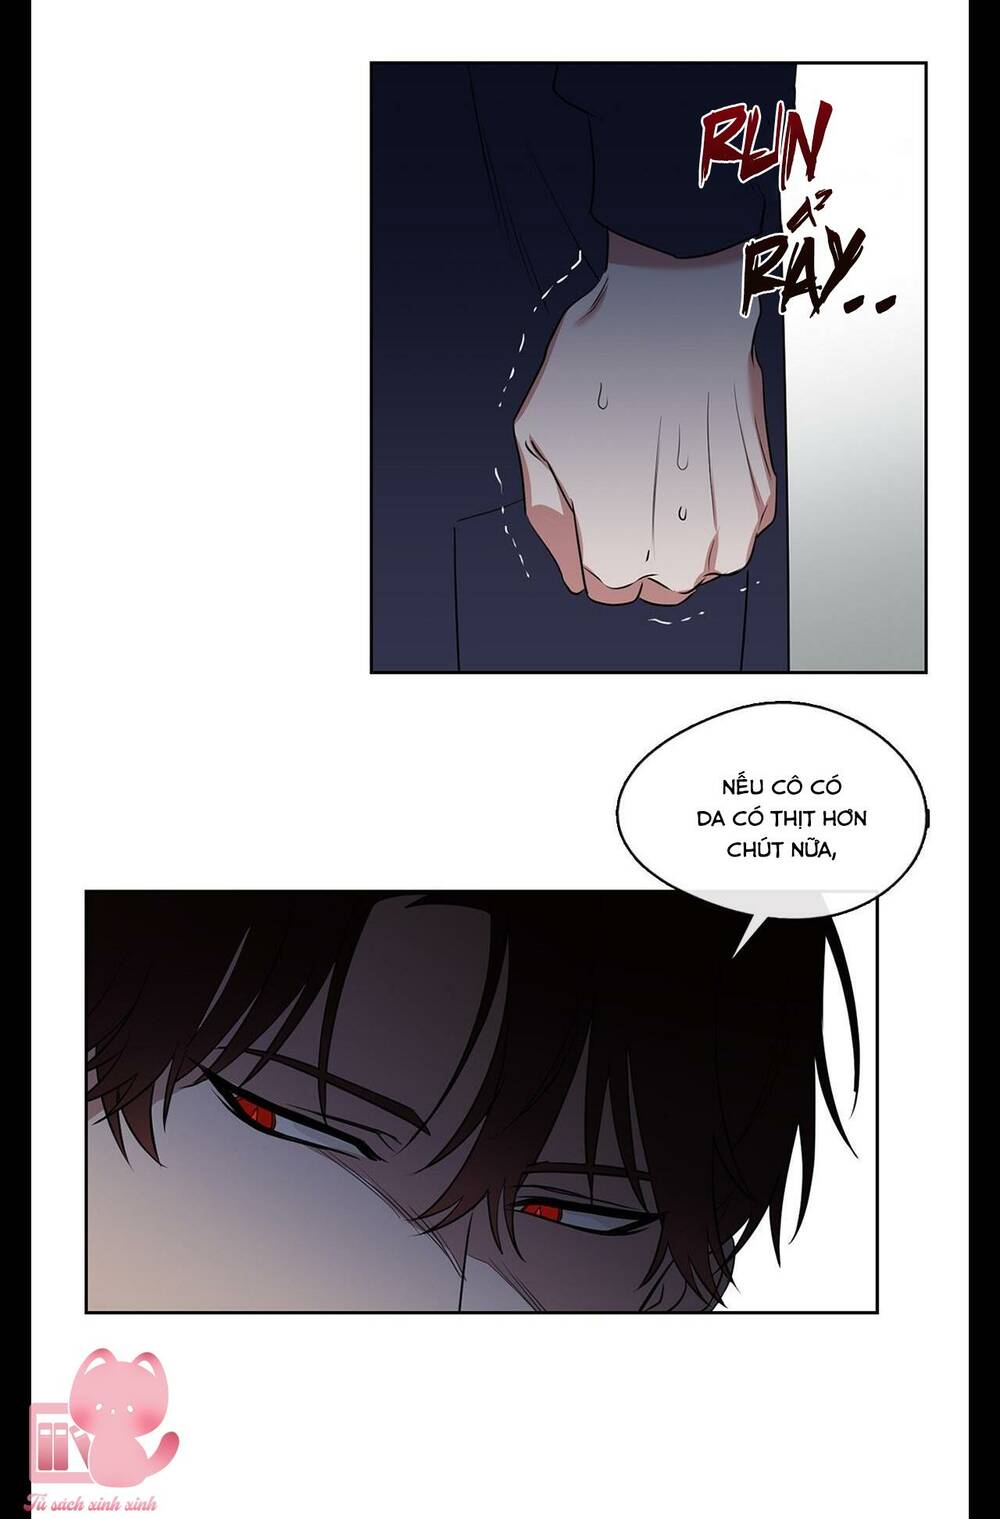 RUN
RẨY..
NẾU CÔ CÓ
DA CÓ THỊT HƠN
CHÚT NỮA,
Tủ sách xinh xinh